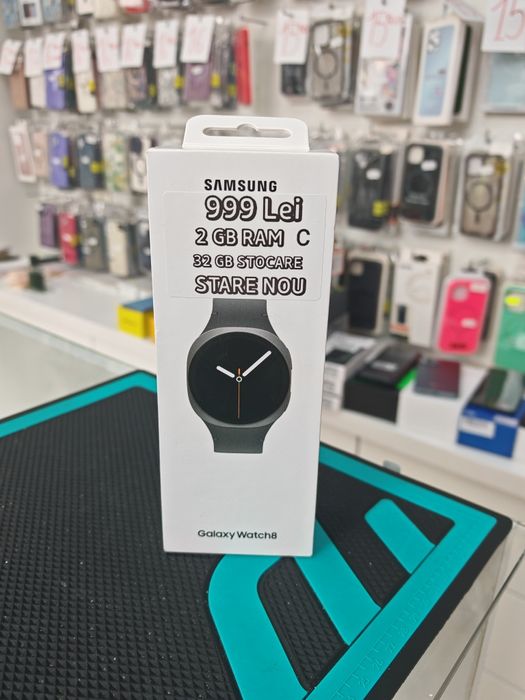 SAMSUNG
999 Lei
2 GB RAM C
32 GB STOCARE
STARE NOU
Galaxy Watch8